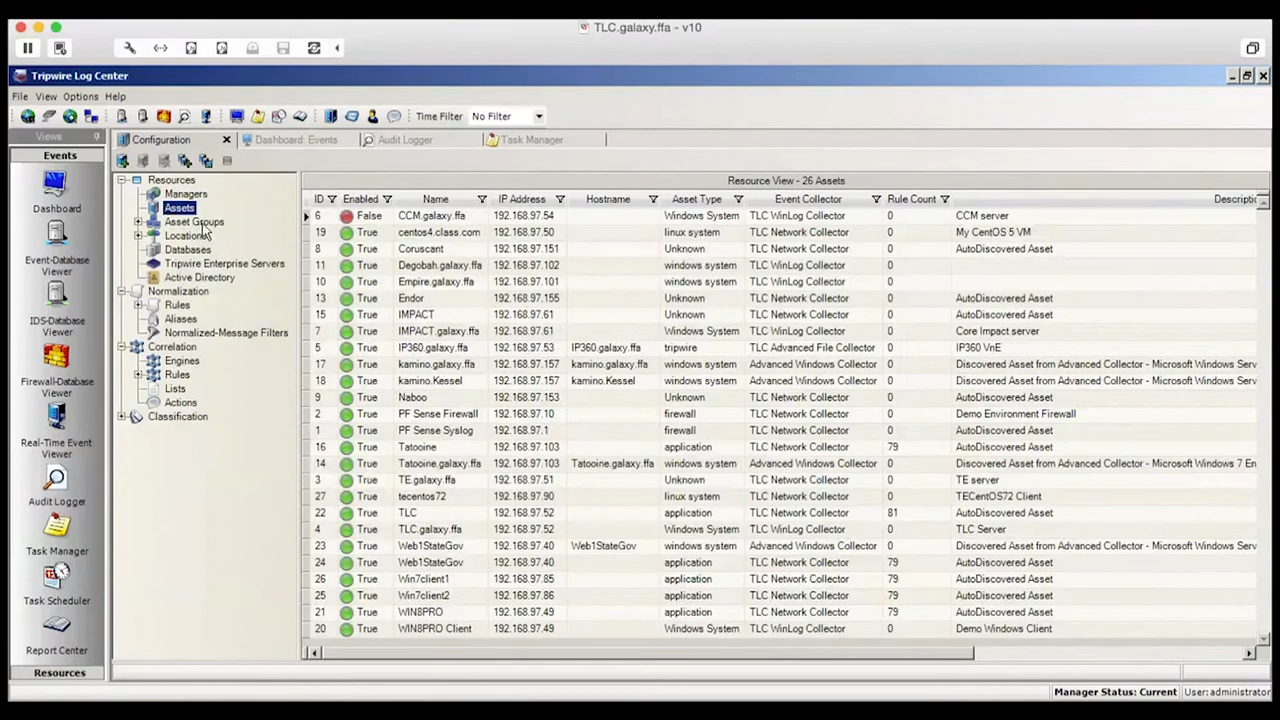 TLC.galaxy.ffa - v10
Tripwire Log Center
File View Options Help
Time Filter No Filter
Views
Configuration Dashboard: Events Audit Logger Task Manager
Events
Dashboard
Event-Database
Viewer
IDS-Database
Viewer
Firewall-Database
Viewer
Real-Time Event
Viewer
Audit Logger
Task Manager
Task Scheduler
Report Center
Resources
Resources
Managers
Assets
Asset Groups
Locations
Databases
Tripwire Enterprise Servers
Active Directory
Normalization
Rules
Aliases
Normalized-Message Filters
Correlation
Engines
Rules
Lists
Actions
Classification
Resource View - 26 Assets
ID Enabled Name IP Address Hostname Asset Type Event Collector Rule Count Descriptio
6 False CCM.galaxy.ffa 192.168.97.54 Windows System TLC WinLog Collector 0 CCM server
19 True centos4.class.com 192.168.97.50 linux system TLC Network Collector 0 My CentOS 5 VM
8 True Coruscant 192.168.97.151 Unknown TLC Network Collector 0 AutoDiscovered Asset
11 True Degobah.galaxy.ffa 192.168.97.102 windows system TLC WinLog Collector 0
10 True Empire.galaxy.ffa 192.168.97.101 windows system TLC WinLog Collector 0
13 True Endor 192.168.97.155 Unknown TLC Network Collector 0 AutoDiscovered Asset
15 True IMPACT 192.168.97.61 Unknown TLC Network Collector 0 AutoDiscovered Asset
7 True IMPACT.galaxy.ffa 192.168.97.61 Windows System TLC WinLog Collector 0 Core Impact server
5 True IP360.galaxy.ffa 192.168.97.53 IP360.galaxy.ffa tripwire TLC Advanced File Collector 0 IP360 VnE
17 True kamino.galaxy.ffa 192.168.97.157 kamino.galaxy.ffa windows system Advanced Windows Collector 0 Discovered Asset from Advanced Collector - Microsoft Windows Serv
18 True kamino.Kessel 192.168.97.157 kamino.Kessel windows system Advanced Windows Collector 0 Discovered Asset from Advanced Collector - Microsoft Windows Serv
9 True Naboo 192.168.97.153 Unknown TLC Network Collector 0 AutoDiscovered Asset
2 True PF Sense Firewall 192.168.97.10 firewall TLC Network Collector 0 Demo Environment Firewall
1 True PF Sense Syslog 192.168.97.1 firewall TLC Network Collector 0 AutoDiscovered Asset
16 True Tatooine 192.168.97.103 application TLC Network Collector 79 AutoDiscovered Asset
14 True Tatooine.galaxy.ffa 192.168.97.103 Tatooine.galaxy.ffa windows system Advanced Windows Collector 0 Discovered Asset from Advanced Collector - Microsoft Windows 7 En
3 True TE.galaxy.ffa 192.168.97.51 Unknown TLC Network Collector 0 TE server
27 True tecentos72 192.168.97.90 linux system TLC Network Collector 0 TECentOS72 Client
22 True TLC 192.168.97.52 application TLC Network Collector 81 AutoDiscovered Asset
4 True TLC.galaxy.ffa 192.168.97.52 Windows System TLC WinLog Collector 0 TLC Server
23 True Web1StateGov 192.168.97.40 Web1StateGov windows system Advanced Windows Collector 0 Discovered Asset from Advanced Collector - Microsoft Windows Serv
24 True Web1StateGov 192.168.97.40 application TLC Network Collector 79 AutoDiscovered Asset
26 True Win7client1 192.168.97.85 application TLC Network Collector 79 AutoDiscovered Asset
25 True Win7client2 192.168.97.86 application TLC Network Collector 79 AutoDiscovered Asset
21 True WIN8PRO 192.168.97.49 application TLC Network Collector 79 AutoDiscovered Asset
20 True WIN8PRO Client 192.168.97.49 Windows System TLC WinLog Collector 0 Demo Windows Client
Manager Status: Current User: administrator